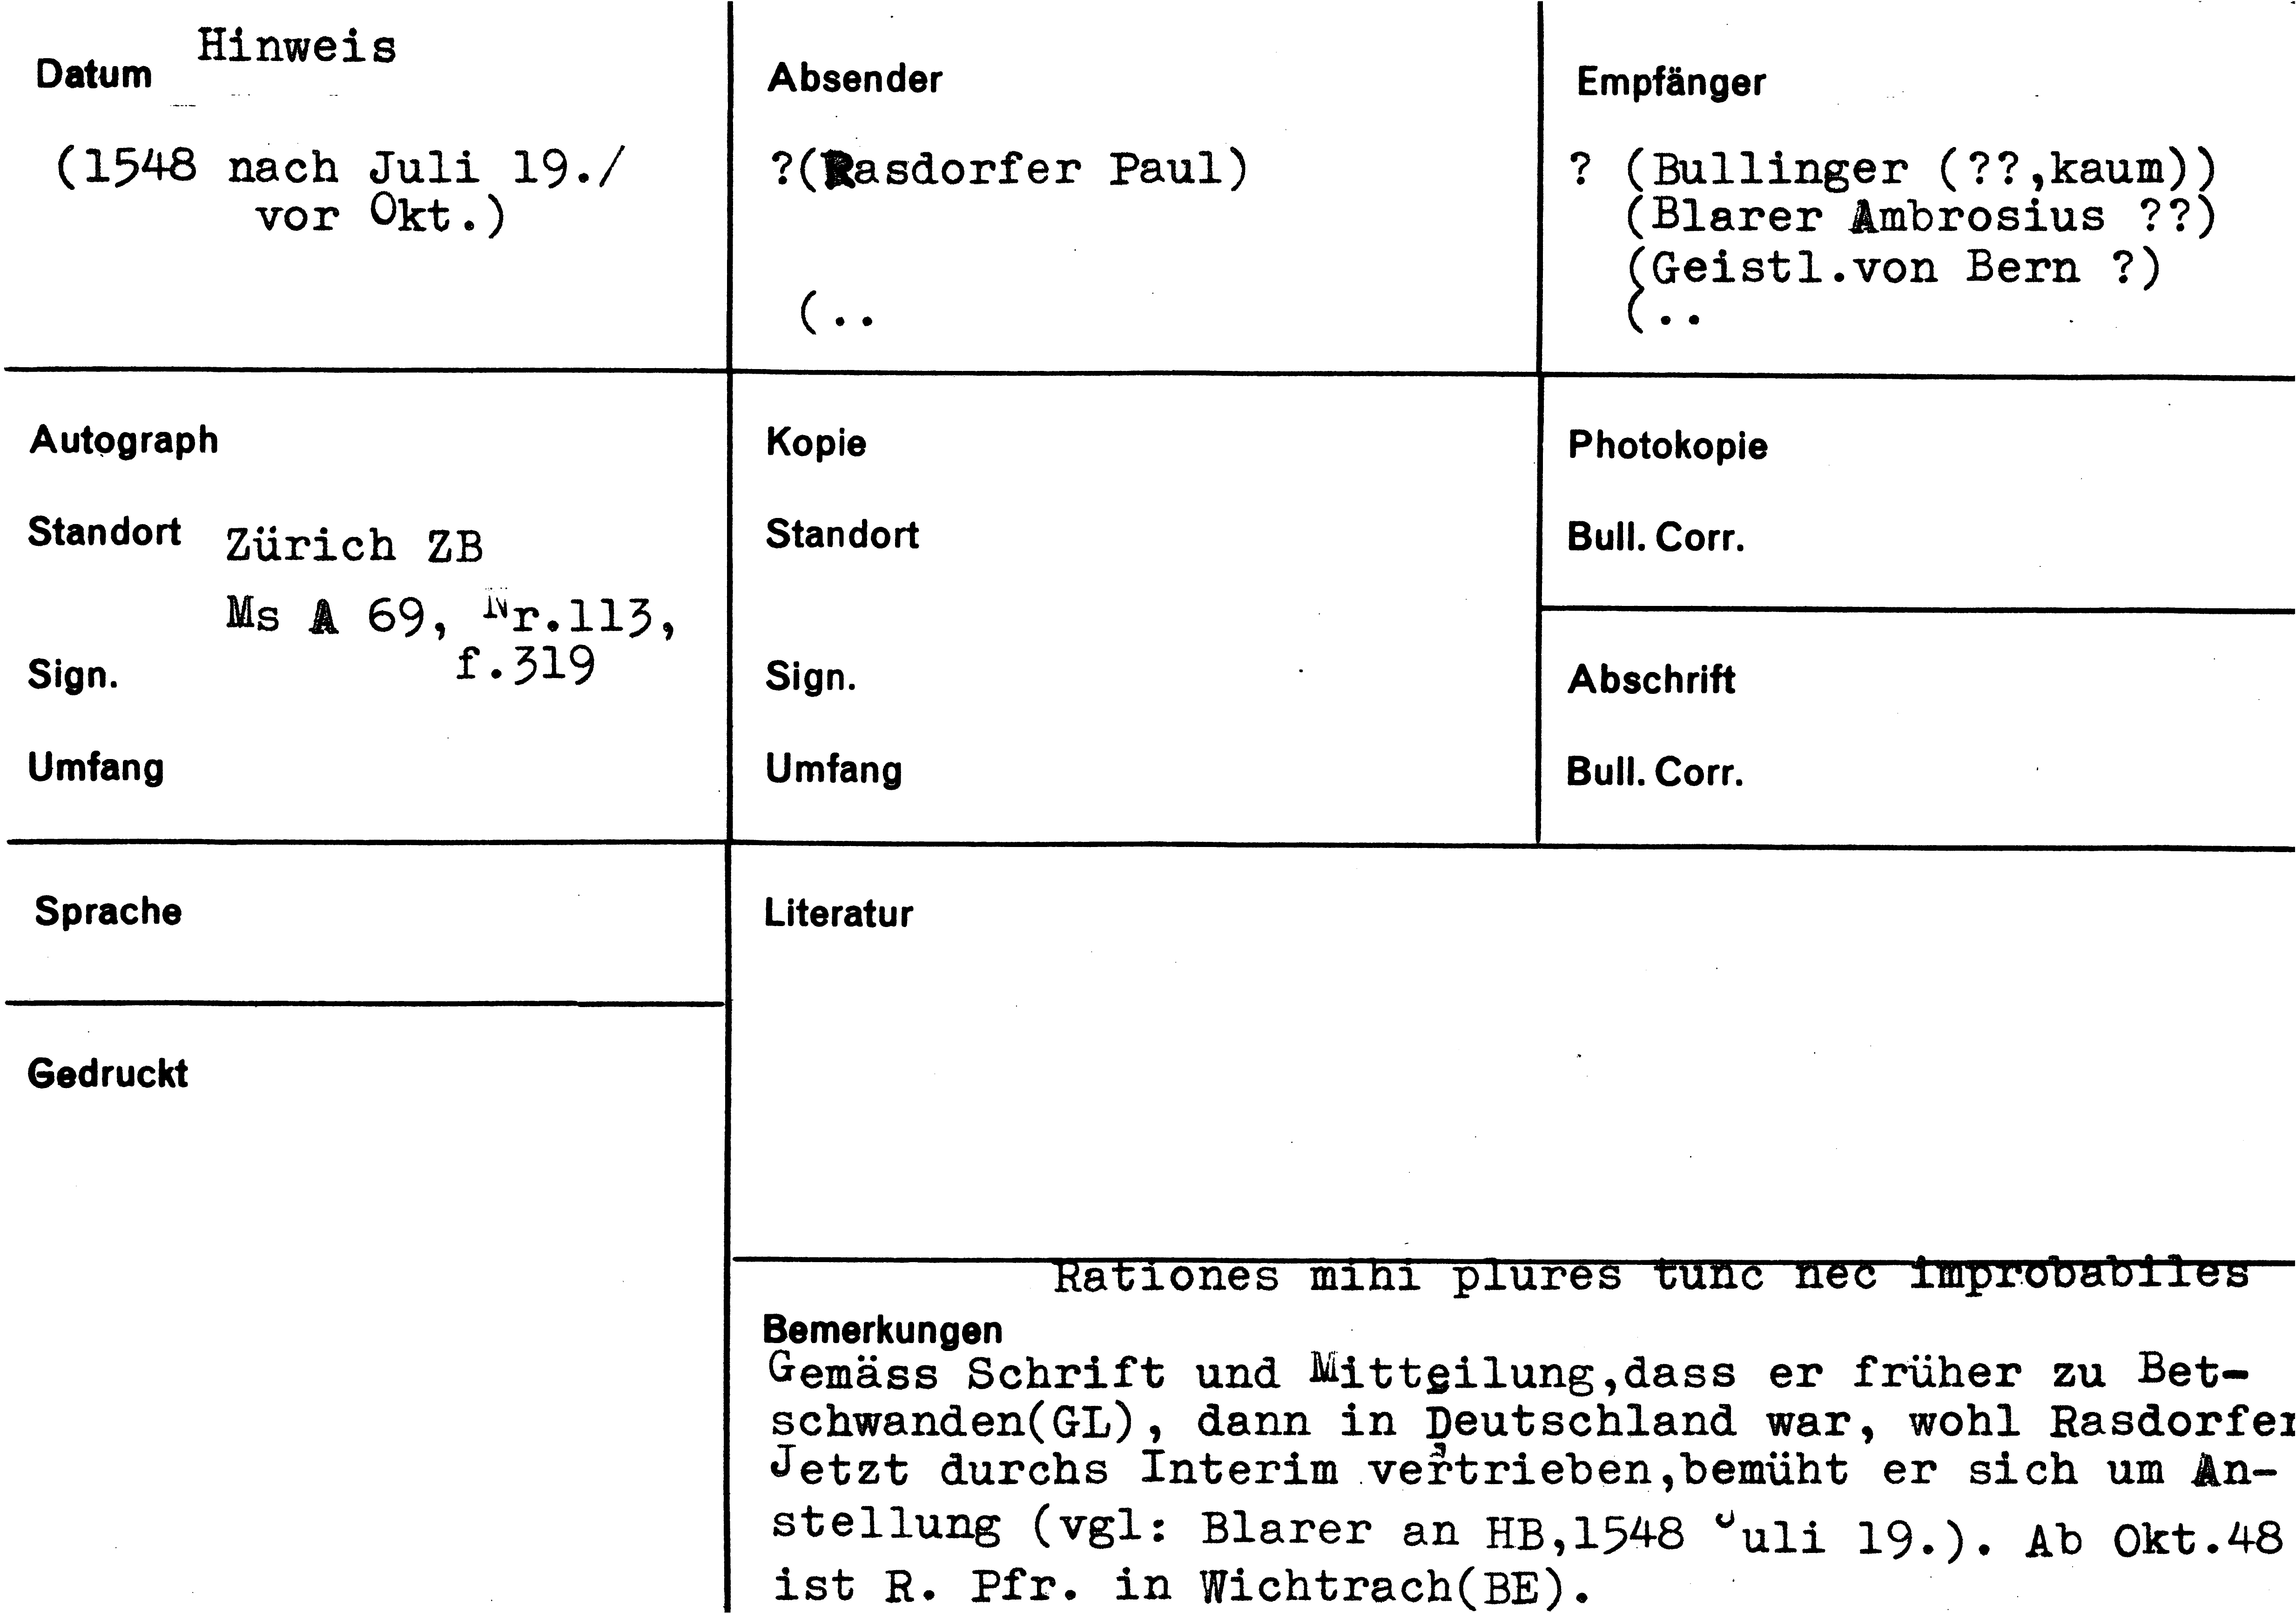 Hinweis
Datum
(1548 nach Juli 19./
vor Okt.)
Absender
?(Rasdorfer Paul)
(..
Empfänger
? (Bullinger (??,kaum))
(Blarer Ambrosius ??)
(Geistl.von Bern ?)
(..
Autograph
Standort Zürich ZB
Ms A 69, Nr.113,
f.319
Sign.
Umfang
Kopie
Standort
Sign.
Umfang
Photokopie
Bull. Corr.
Abschrift
Bull. Corr.
Sprache
Gedruckt
Literatur
Rationes mihi plures tunc nec improbabiles
Bemerkungen
Gemäss Schrift und Mitteilung,dass er früher zu Bet-
schwanden(GL), dann in Deutschland war, wohl Rasdorfer
Jetzt durchs Interim vertrieben,bemüht er sich um An-
stellung (vgl: Blarer an HB,1548 Juli 19.). Ab Okt.48
ist R. Pfr. in Wichtrach(BE).